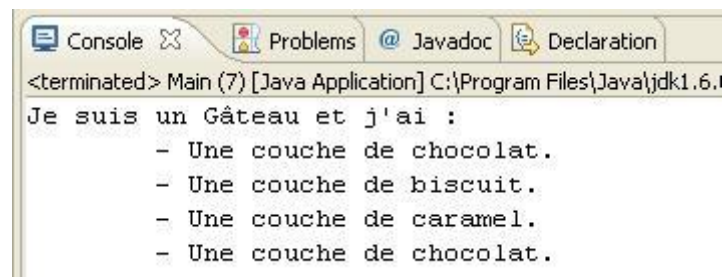 Console Problems @ Javadoc Declaration
<terminated> Main (7) [Java Application] C:\Program Files\Java\jdk1.6.
Je suis un Gâteau et j'ai :
- Une couche de chocolat.
- Une couche de biscuit.
- Une couche de caramel.
- Une couche de chocolat.